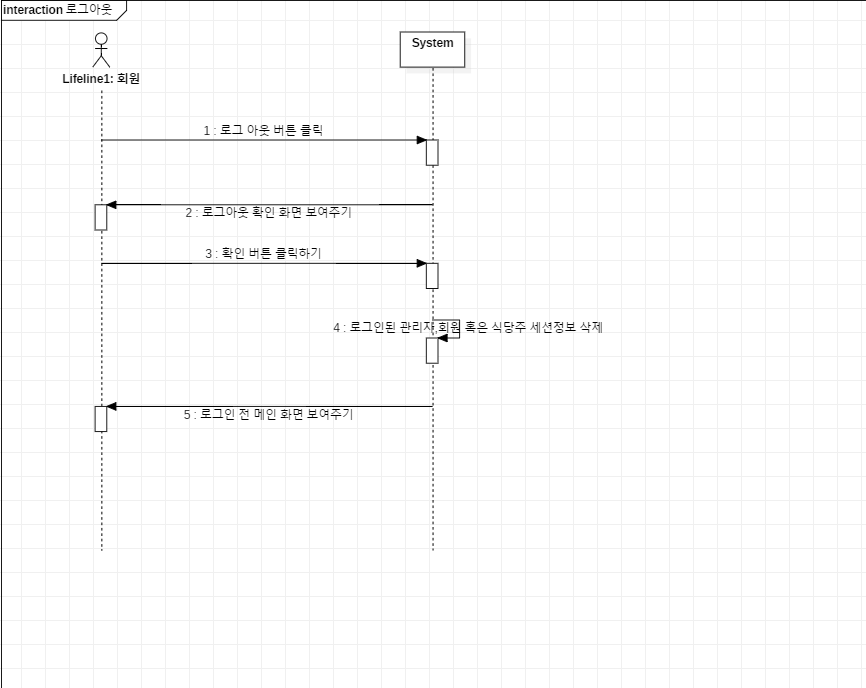 interaction 로그아웃
System
Lifeline1: 회원
1 : 로그 아웃 버튼 클릭
2 : 로그아웃 확인 화면 보여주기
3 : 확인 버튼 클릭하기
4 : 로그인된 관리자,회원 혹은 식당주 세션정보 삭제
5 : 로그인 전 메인 화면 보여주기